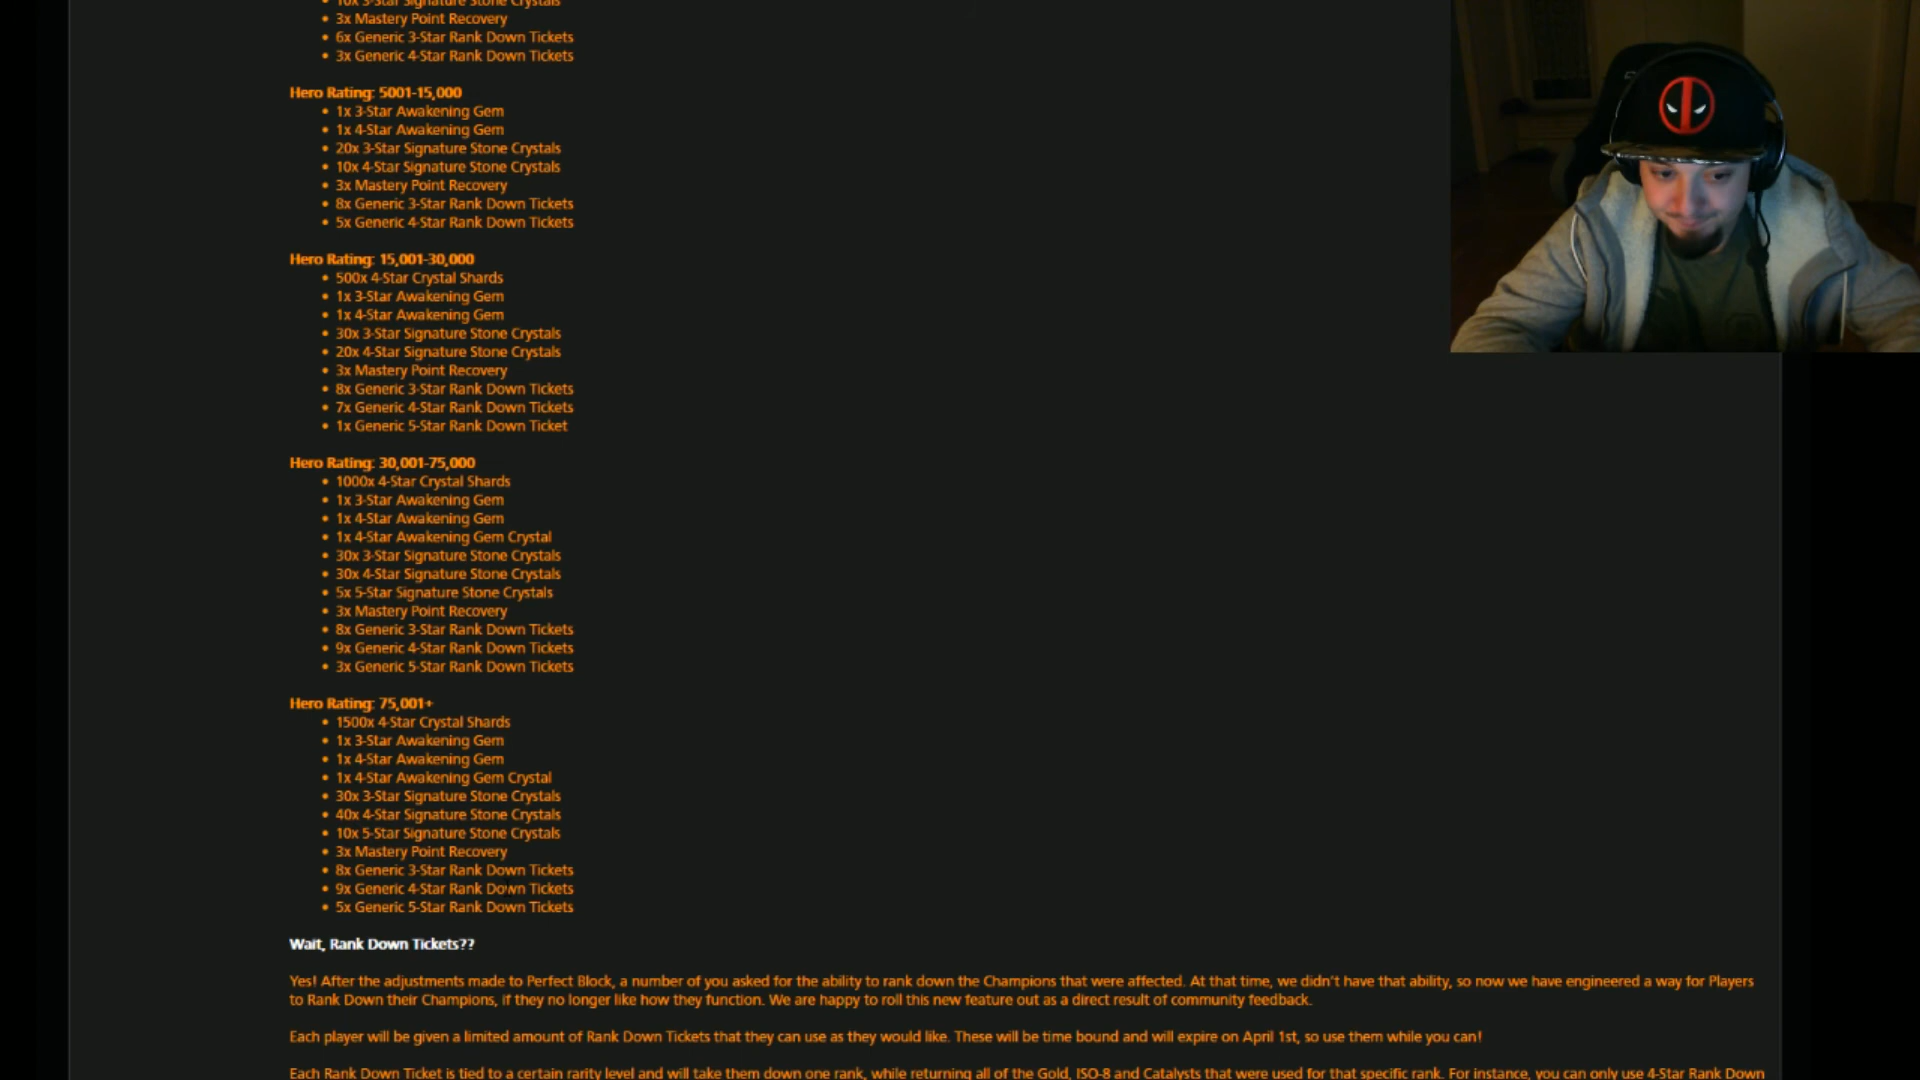 10x 3-Star Signature Stone Crystals
• 3x Mastery Point Recovery
• 6x Generic 3-Star Rank Down Tickets
• 3x Generic 4-Star Rank Down Tickets
Hero Rating: 5001-15,000
• 1x 3-Star Awakening Gem
• 1x 4-Star Awakening Gem
• 20x 3-Star Signature Stone Crystals
• 10x 4-Star Signature Stone Crystals
• 3x Mastery Point Recovery
• 8x Generic 3-Star Rank Down Tickets
• 5x Generic 4-Star Rank Down Tickets
Hero Rating: 15,001-30,000
• 500x 4-Star Crystal Shards
• 1x 3-Star Awakening Gem
• 1x 4-Star Awakening Gem
• 30x 3-Star Signature Stone Crystals
• 20x 4-Star Signature Stone Crystals
• 3x Mastery Point Recovery
• 8x Generic 3-Star Rank Down Tickets
• 7x Generic 4-Star Rank Down Tickets
• 1x Generic 5-Star Rank Down Ticket
Hero Rating: 30,001-75,000
• 1000x 4-Star Crystal Shards
• 1x 3-Star Awakening Gem
• 1x 4-Star Awakening Gem
• 1x 4-Star Awakening Gem Crystal
• 30x 3-Star Signature Stone Crystals
• 30x 4-Star Signature Stone Crystals
• 5x 5-Star Signature Stone Crystals
• 3x Mastery Point Recovery
• 8x Generic 3-Star Rank Down Tickets
• 9x Generic 4-Star Rank Down Tickets
• 3x Generic 5-Star Rank Down Tickets
Hero Rating: 75,001+
• 1500x 4-Star Crystal Shards
• 1x 3-Star Awakening Gem
• 1x 4-Star Awakening Gem
• 1x 4-Star Awakening Gem Crystal
• 30x 3-Star Signature Stone Crystals
• 40x 4-Star Signature Stone Crystals
• 10x 5-Star Signature Stone Crystals
• 3x Mastery Point Recovery
• 8x Generic 3-Star Rank Down Tickets
• 9x Generic 4-Star Rank Down Tickets
• 5x Generic 5-Star Rank Down Tickets
Wait, Rank Down Tickets??
Yes! After the adjustments made to Perfect Block, a number of you asked for the ability to rank down the Champions that were affected. At that time, we didn't have that ability, so now we have engineered a way for Players
to Rank Down their Champions, if they no longer like how they function. We are happy to roll this new feature out as a direct result of community feedback.
Each player will be given a limited amount of Rank Down Tickets that they can use as they would like. These will be time bound and will expire on April 1st, so use them while you can!
Each Rank Down Ticket is tied to a certain rarity level and will take them down one rank, while returning all of the Gold, ISO-8 and Catalysts that were used for that specific rank. For instance, you can only use 4-Star Rank Down